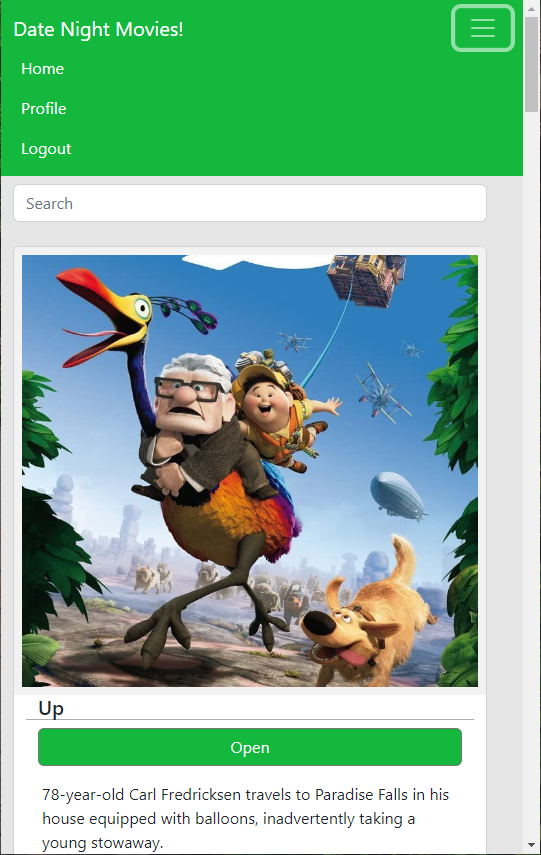 Date Night Movies!
Home
Profile
Logout
Search
Up
Open
78-year-old Carl Fredricksen travels to Paradise Falls in his
house equipped with balloons, inadvertently taking a
young stowaway.